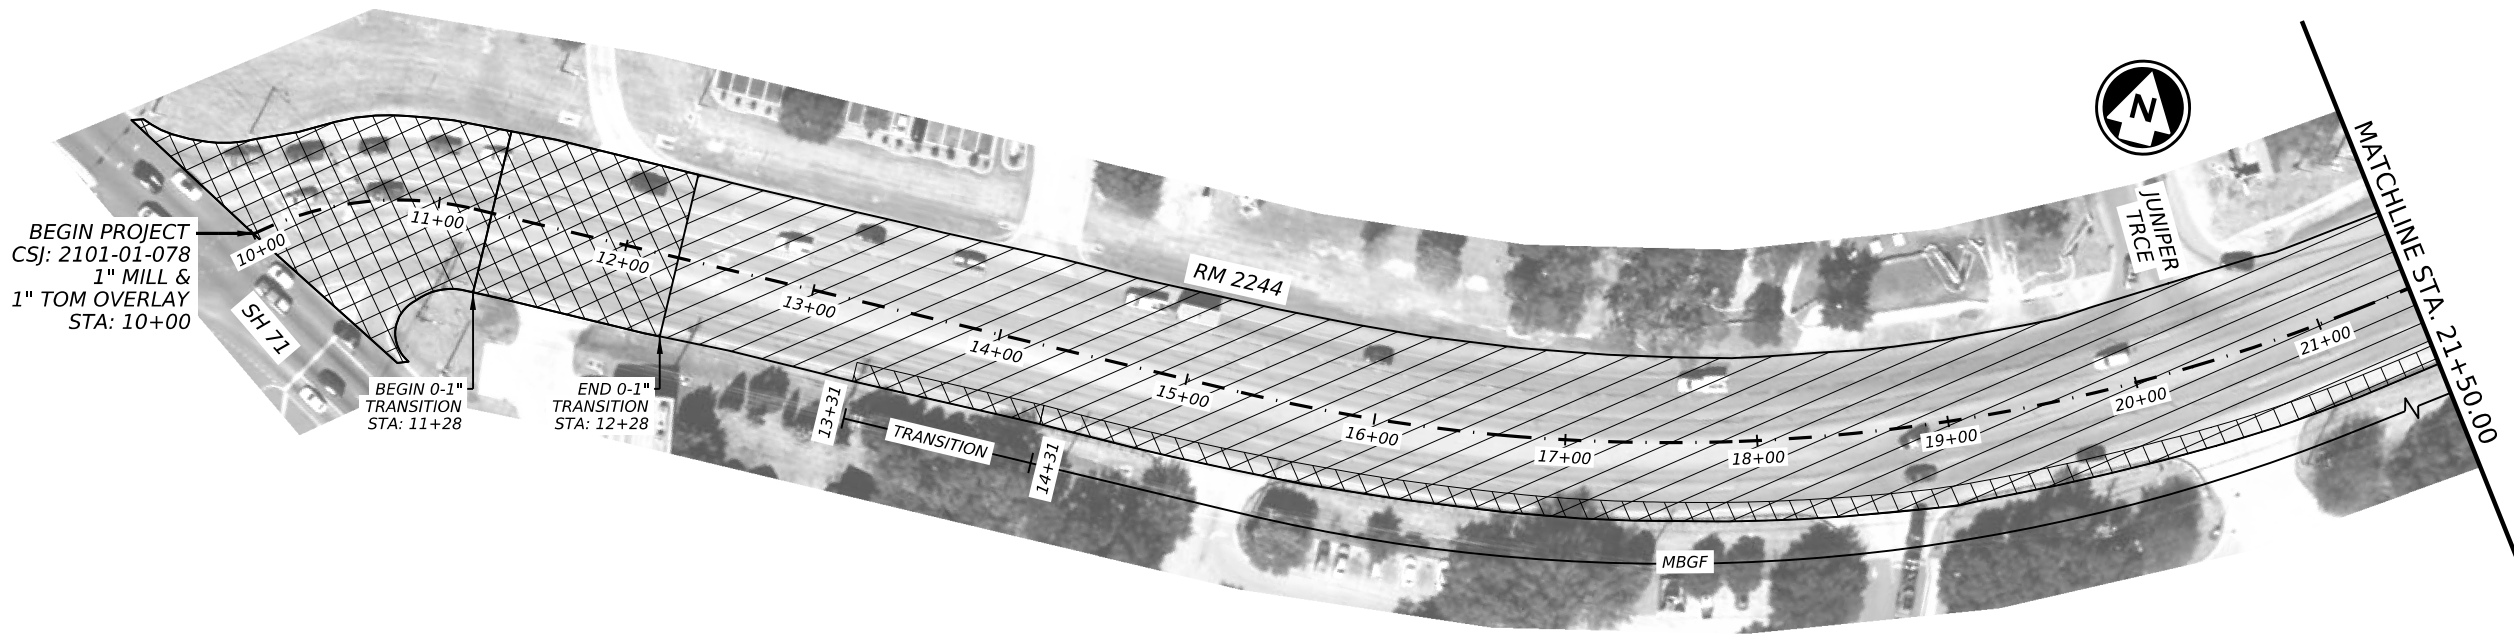 BEGIN PROJECT
CSJ: 2101-01-078
1" MILL &
1" TOM OVERLAY
STA: 10+00
SH 71
10+00
11+00
12+00
13+00
14+00
15+00
16+00
17+00
18+00
19+00
20+00
21+00
BEGIN 0-1"
TRANSITION
STA: 11+28
END 0-1"
TRANSITION
STA: 12+28
13+31
TRANSITION
14+31
RM 2244
MBGF
N
JUNIPER
TRCE
MATCHLINE STA. 21+50.00